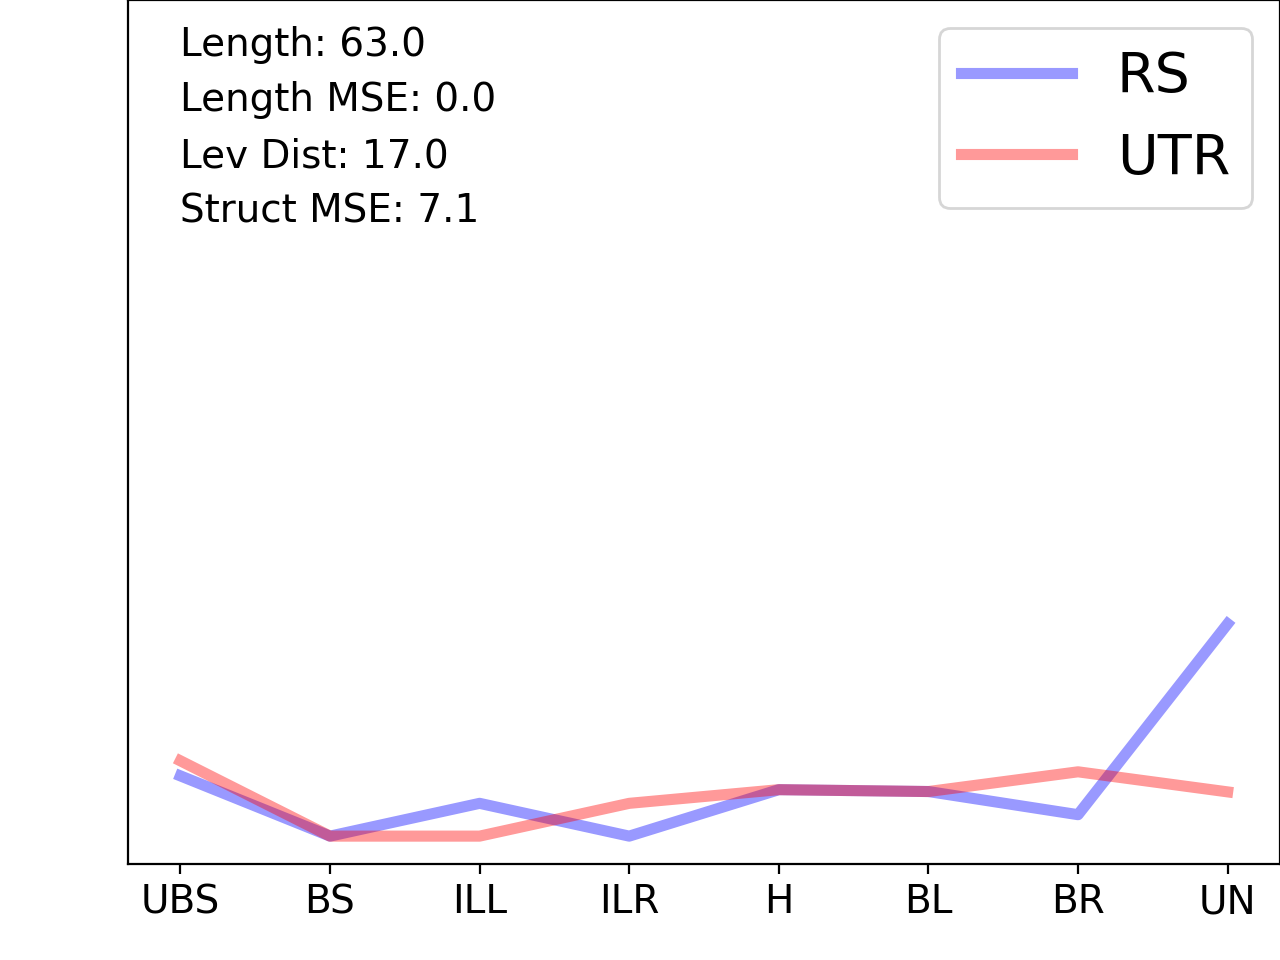 Length: 63.0
Length MSE: 0.0
Lev Dist: 17.0
Struct MSE: 7.1
RS
UTR
UBS BS ILL ILR H BL BR UN